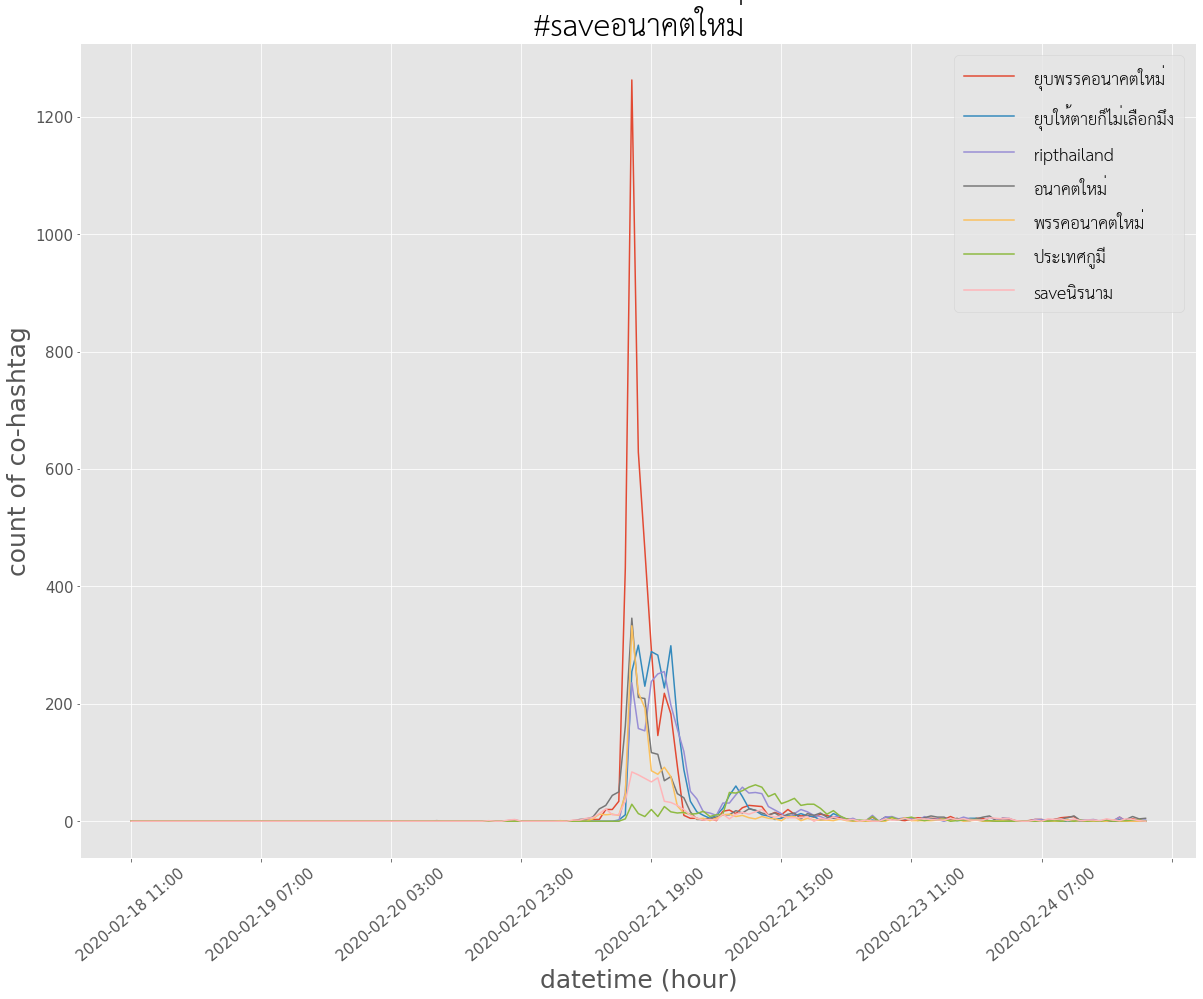 #saveอนาคตใหม่
ยุบพรรคอนาคตใหม่
ยุบให้ตายก็ไม่เลือกมึง
ripthailand
อนาคตใหม่
พรรคอนาคตใหม่
ประเทศกูมี
saveนิรนาม
count of co-hashtag
1200
1000
800
600
400
200
0
2020-02-18 11:00
2020-02-19 07:00
2020-02-20 03:00
2020-02-20 23:00
2020-02-21 19:00
2020-02-22 15:00
2020-02-23 11:00
2020-02-24 07:00
datetime (hour)